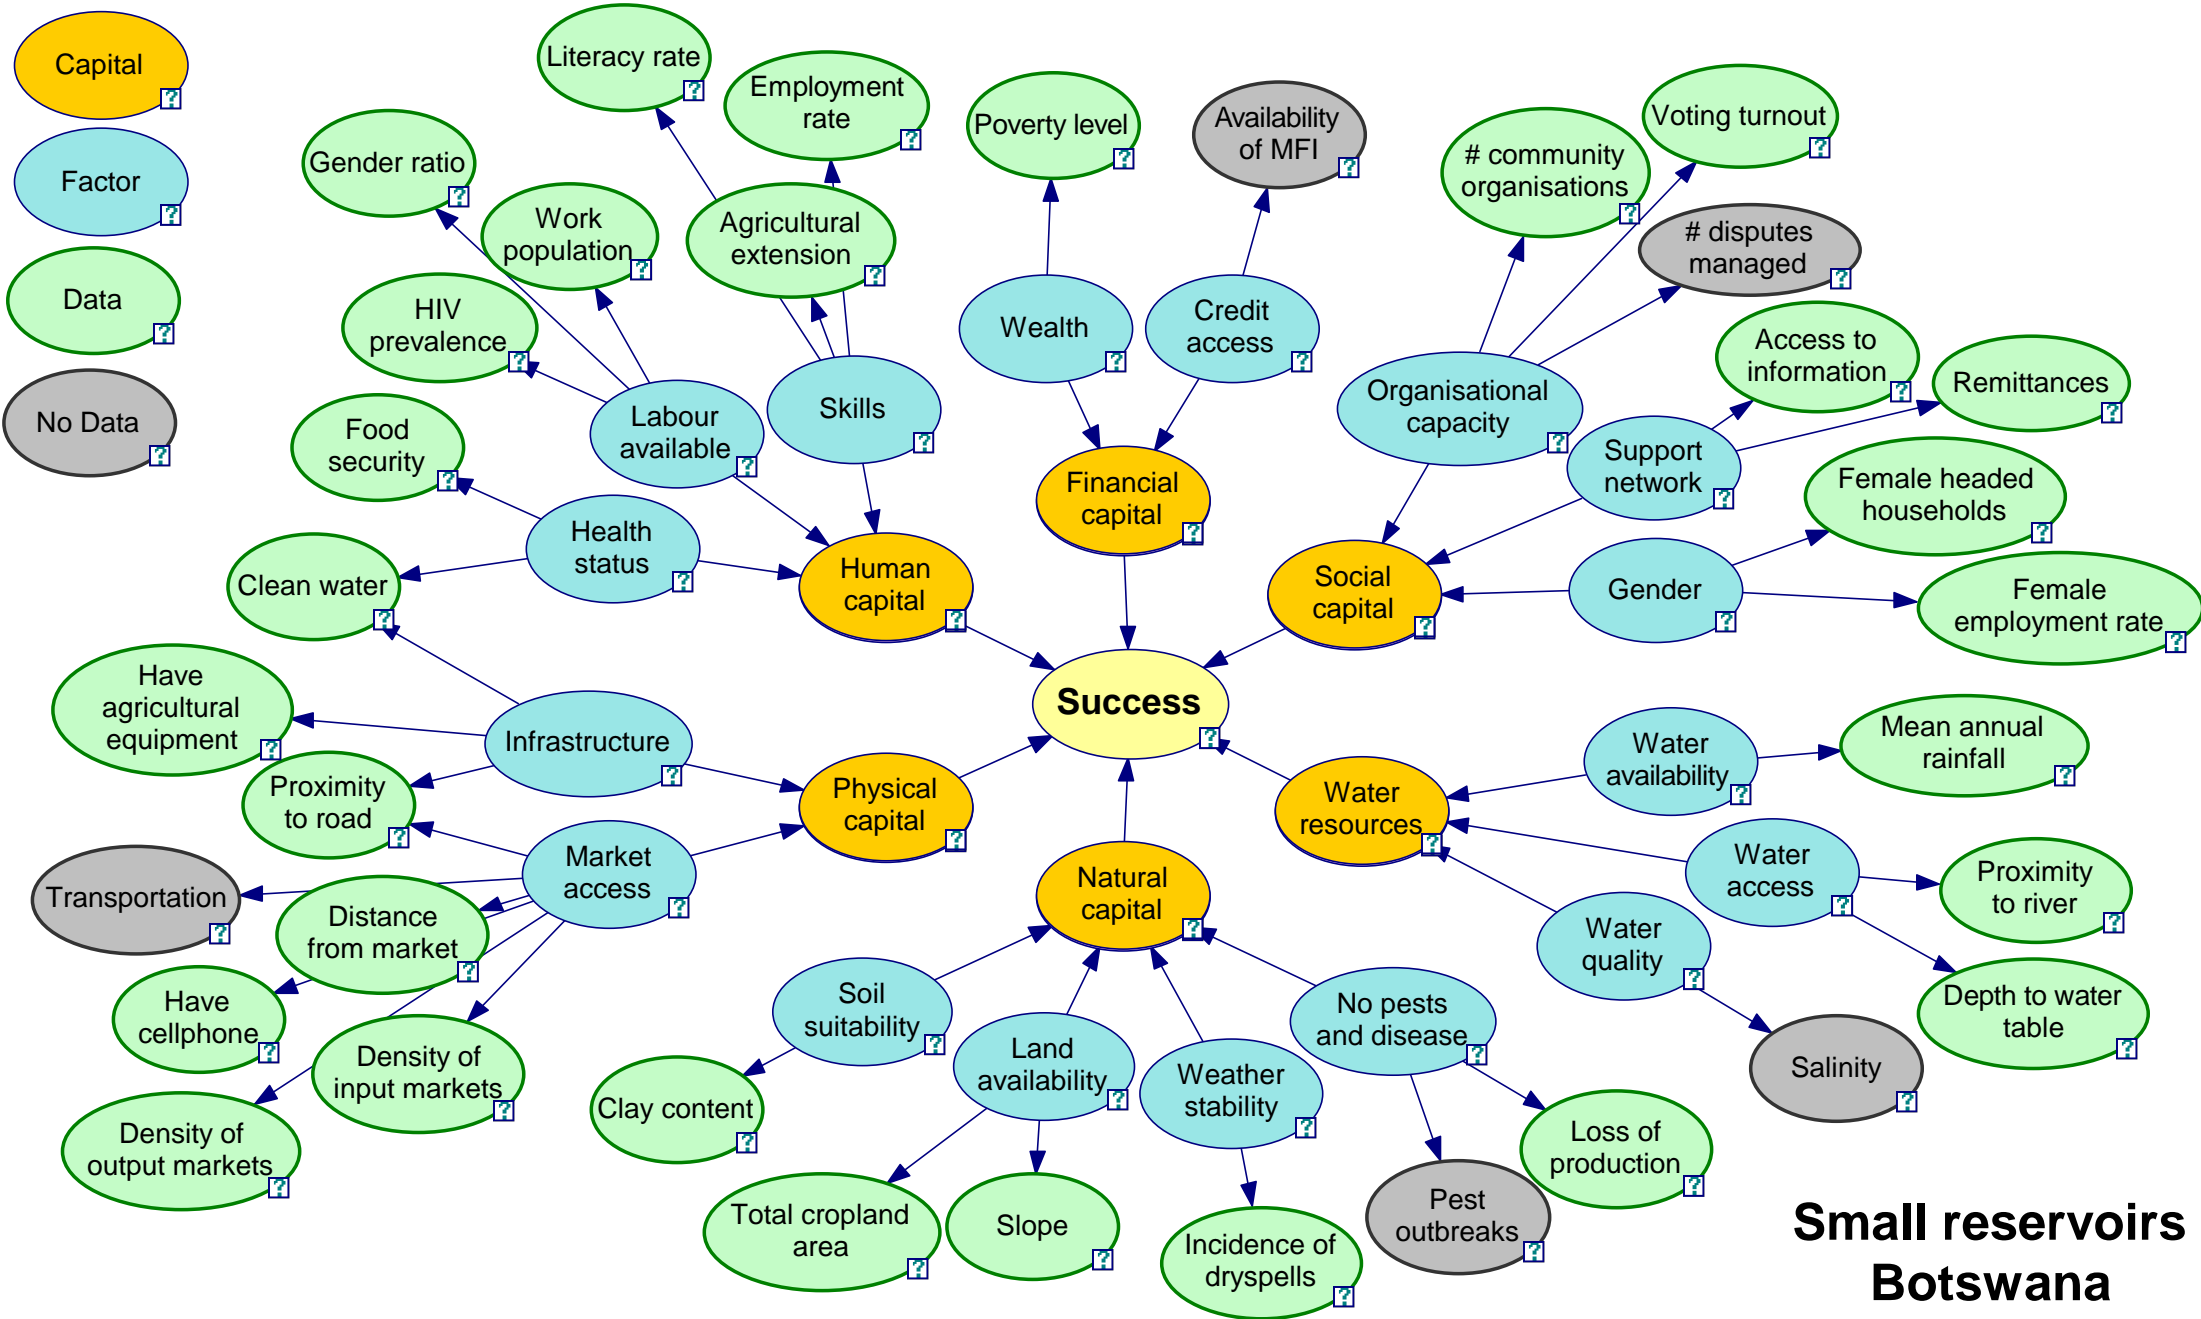 Capital
?
Factor
?
Data
?
No Data
?
Literacy rate
?
Employment
rate
?
Gender ratio
?
Work
population
?
Agricultural
extension
?
HIV
prevalence
?
Food
security
?
Labour
available
?
Skills
?
Health
status
?
Clean water
?
Human
capital
?
Poverty level
?
Availability
of MFI
?
Wealth
?
Credit
access
?
Financial
capital
?
# community
organisations
?
Voting turnout
?
# disputes
managed
?
Access to
information
?
Remittances
?
Organisational
capacity
?
Support
network
?
Female headed
households
?
Social
capital
?
Gender
?
Female
employment rate
?
Success
?
Have
agricultural
equipment
?
Infrastructure
?
Proximity
to road
?
Physical
capital
?
Market
access
?
Transportation
?
Distance
from market
?
Have
cellphone
?
Density of
input markets
?
Density of
output markets
?
Natural
capital
?
Soil
suitability
?
Land
availability
?
Weather
stability
?
No pests
and disease
?
Clay content
?
Total cropland
area
?
Slope
?
Incidence of
dryspells
?
Pest
outbreaks
?
Loss of
production
?
Water
resources
?
Water
availability
?
Mean annual
rainfall
?
Water
access
?
Proximity
to river
?
Water
quality
?
Depth to water
table
?
Salinity
?
Small reservoirs
Botswana